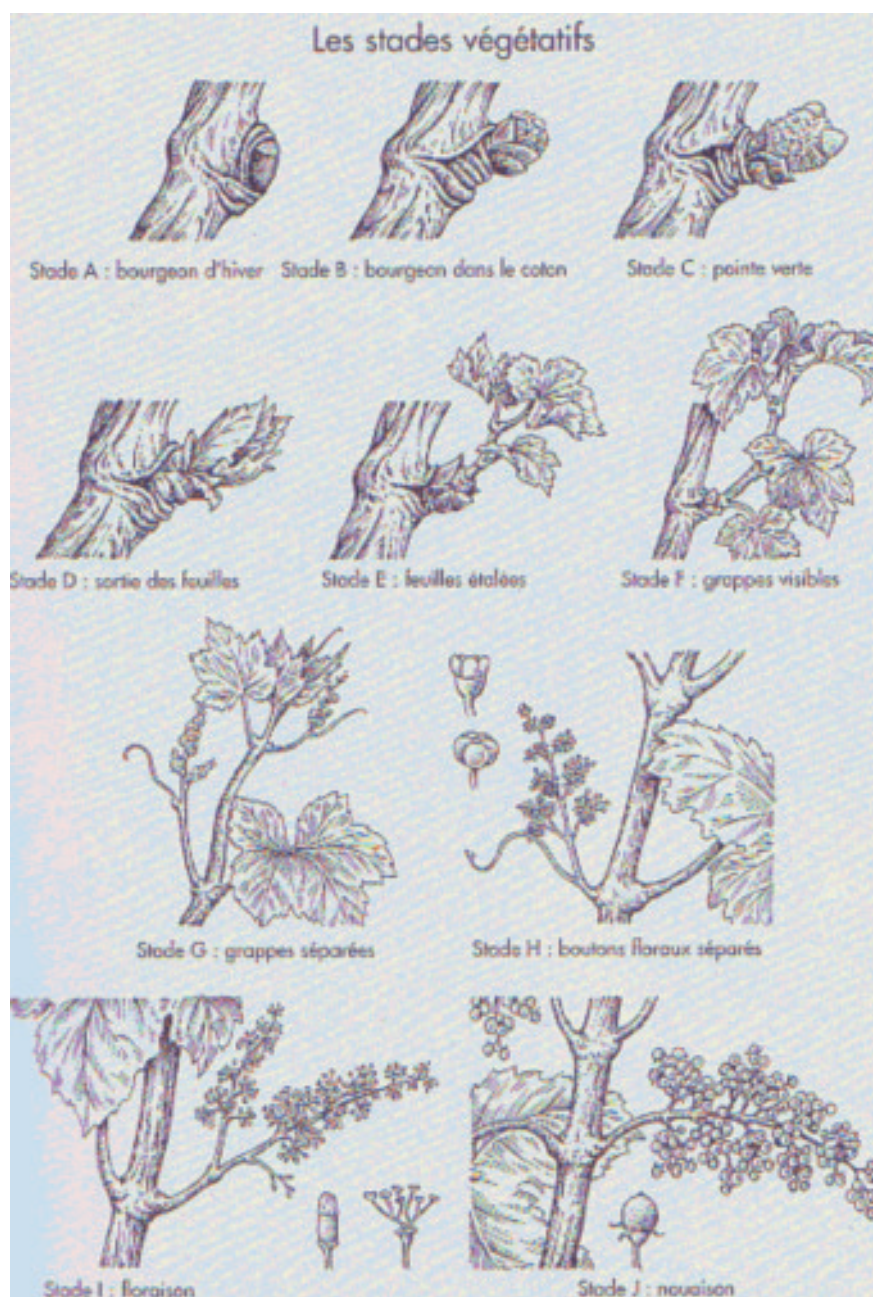 Les stades végétatifs
Stade A : bourgeon d'hiver Stade B : bourgeon dans le coton Stade C : pointe verte
Stade D : sortie des feuilles Stade E : feuilles étalées Stade F : grappes visibles
Stade G : grappes séparées Stade H : boutons floraux séparés
Stade I : floraison Stade J : nouaison